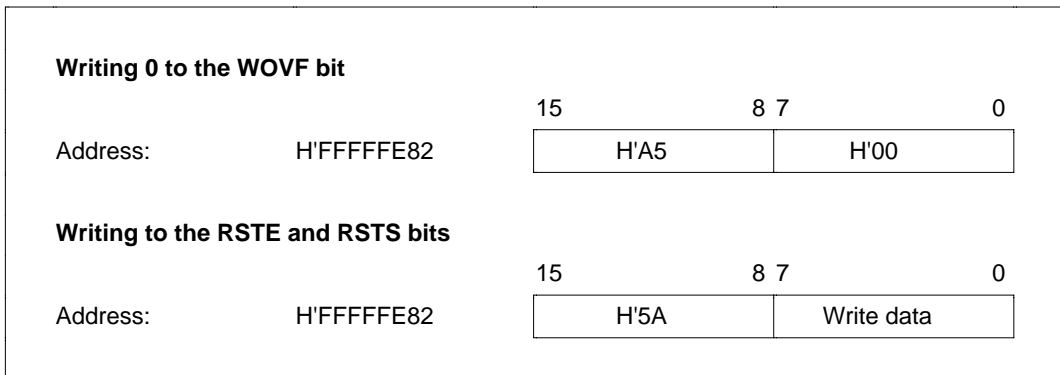 Writing 0 to the WOVF bit
15 8 7 0
Address: H'FFFFFE82 H'A5 H'00
Writing to the RSTE and RSTS bits
15 8 7 0
Address: H'FFFFFE82 H'5A Write data